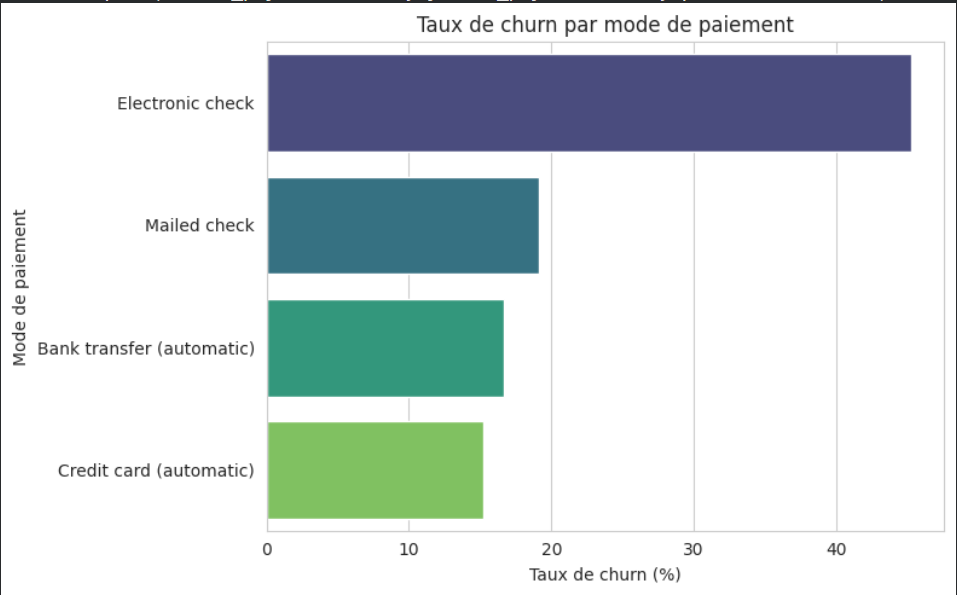 Taux de churn par mode de paiement
Electronic check
Mailed check
Bank transfer (automatic)
Credit card (automatic)
Mode de paiement
0 10 20 30 40
Taux de churn (%)